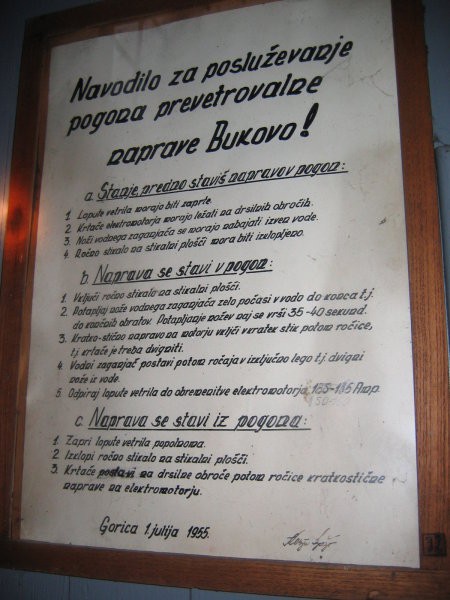 Navodilo za posluževanje
pogona prevetrovalne
naprave Bukovo!
a. Stanje predno staviš napravo v pogon:
1 Lopute vetrila morajo biti zaprte.
2. Krtače elektromotorja morajo ležati na drsilnih obročih.
3. Noži vodnega zaganjača se morajo nahajati izven vode.
4. Ročno stikalo na stikalni plošči mora biti izklopljeno.
b. Naprava se stavi v pogon:
1. Vključi ročno stikalo na stikalni plošči.
2. Potapljaj nože vodnega zaganjača zelo počasi v vodo do konca t.j.
do končnih obratov. Potapljanje nožev naj se vrši 35-40 sekund.
3. Kratko-stično napravo na motorju vključi v kratek stik potom ročice,
t.j. krtače je treba dvigniti.
4. Vodni zaganjač postavi potom ročaja v izključno lego t.j. dvigni
nože iz vode.
5 Odpiraj lopute vetrila do obremenitve elektromotorja Amp.
c. Naprava se stavi iz pogona:
1. Zapri lopute vetrila popolnoma.
2. Izklopi ročno stikalo na stikalni plošči.
3. Krtače postavi na drsilne obroče potom ročice kratkostične
naprave na elektromotorju.
Gorica 1. julija 1955.